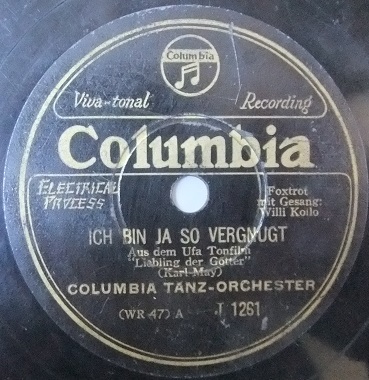 Columbia
Viva-tonal Recording
Columbia
ELECTRICAL
PROCESS
Foxtrot
mit Gesang:
Willi Kollo
ICH BIN JA SO VERGNUGT
Aus dem Ufa Tonfilm
"Liebling der Götter"
(Karl May)
COLUMBIA TANZ-ORCHESTER
(WR 47) A J 1261